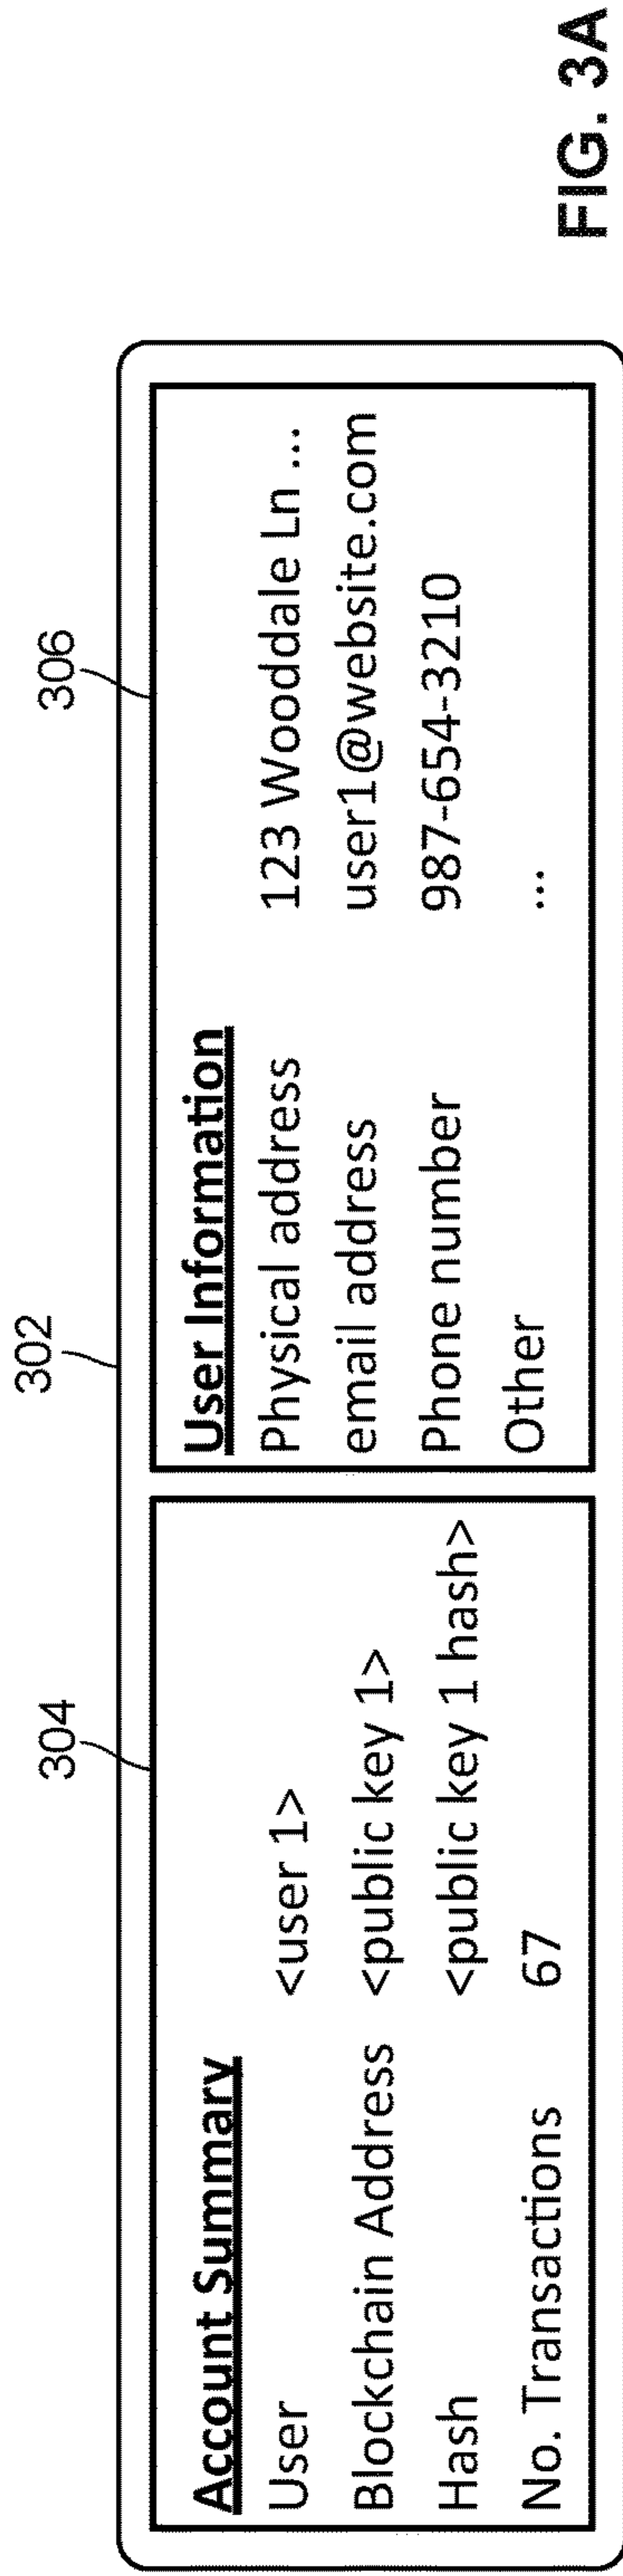 302
304
Account Summary
User <user 1>
Blockchain Address <public key 1>
Hash <public key 1 hash>
No. Transactions 67
306
User Information
Physical address 123 Wooddale Ln ...
email address user1@website.com
Phone number 987-654-3210
Other ...
FIG. 3A